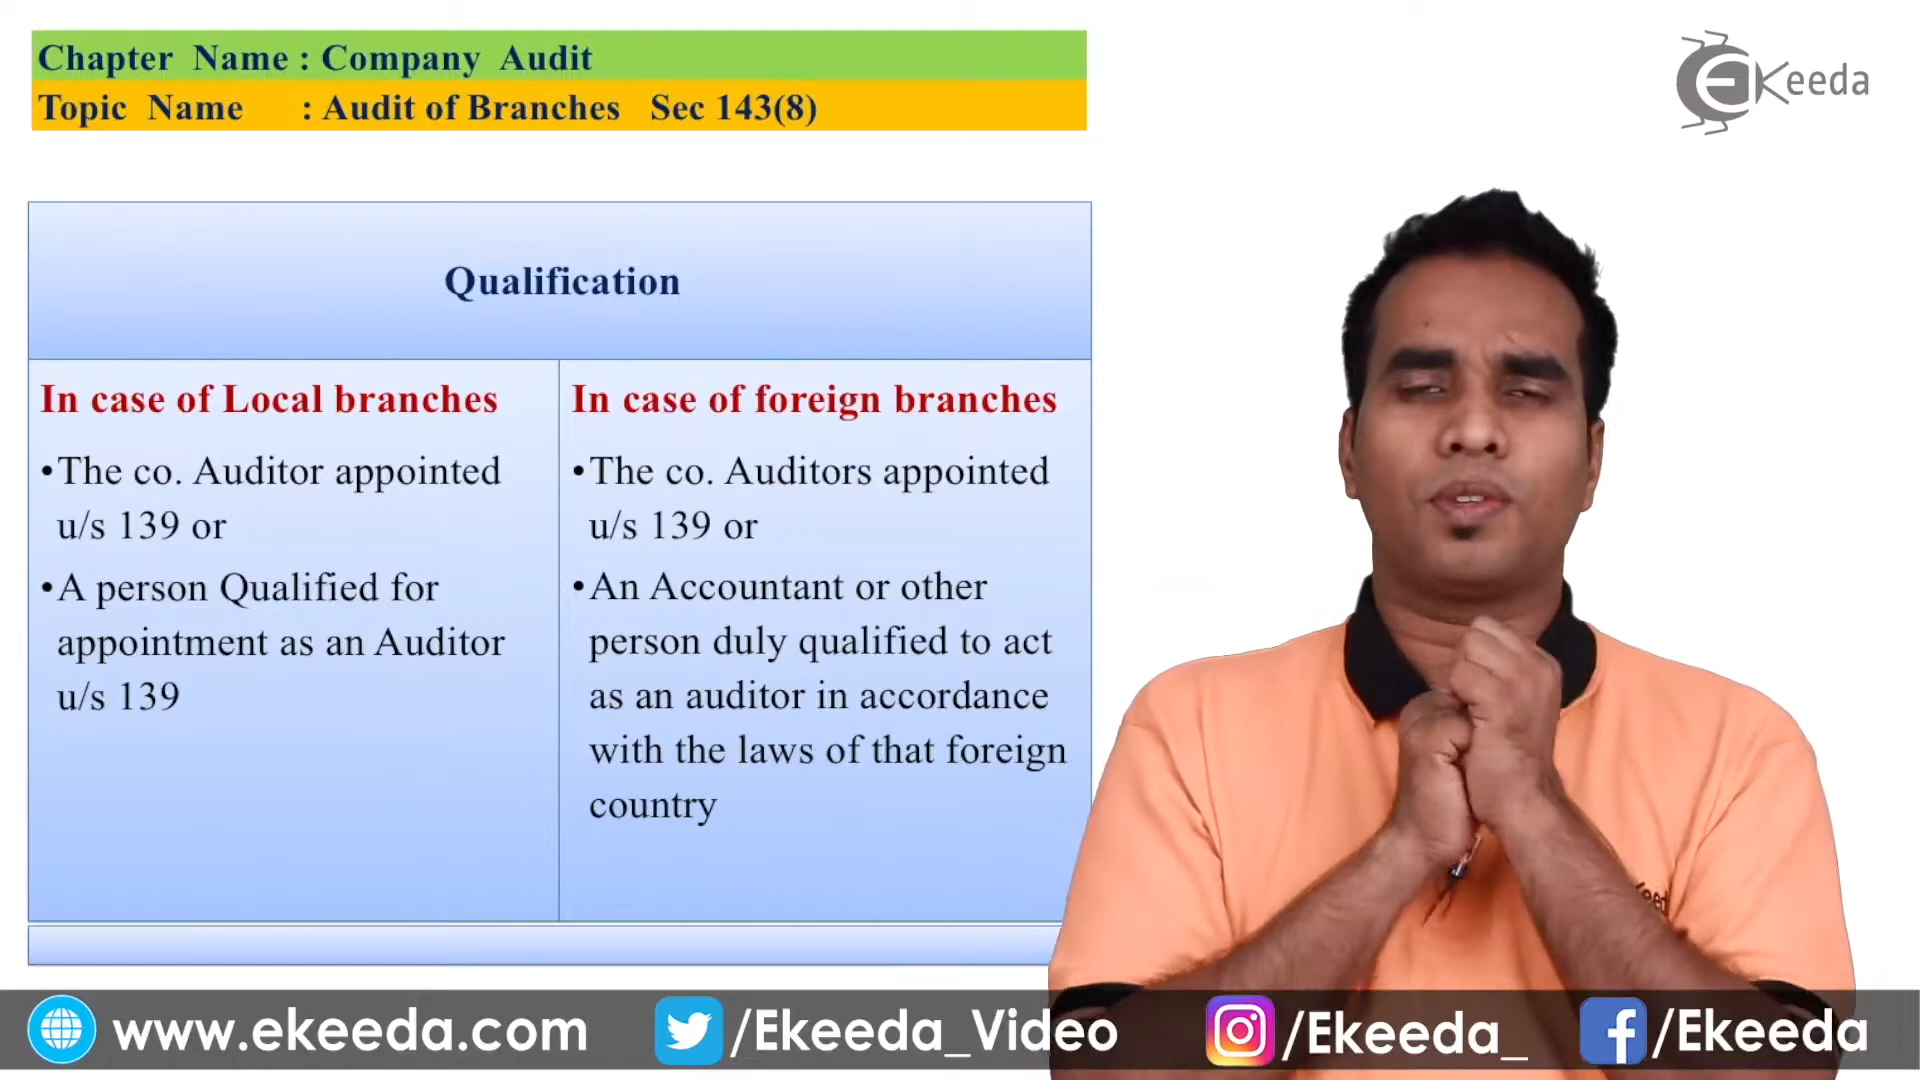 Chapter Name : Company Audit
Topic Name : Audit of Branches Sec 143(8)
EKeeda
Qualification
In case of Local branches
•The co. Auditor appointed
u/s 139 or
•A person Qualified for
appointment as an Auditor
u/s 139
In case of foreign branches
•The co. Auditors appointed
u/s 139 or
•An Accountant or other
person duly qualified to act
as an auditor in accordance
with the laws of that foreign
country
Keeda
www.ekeeda.com
/Ekeeda_Video
/Ekeeda_
/Ekeeda